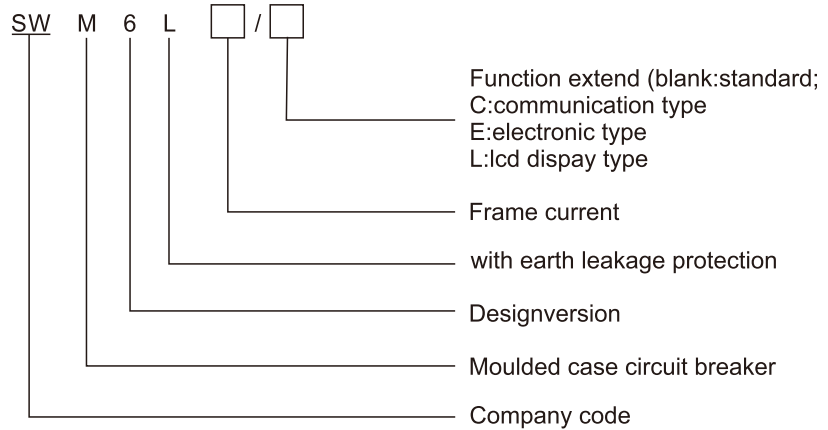 SW M 6 L /
Function extend (blank:standard;
C:communication type
E:electronic type
L:lcd dispay type
Frame current
with earth leakage protection
Designversion
Moulded case circuit breaker
Company code